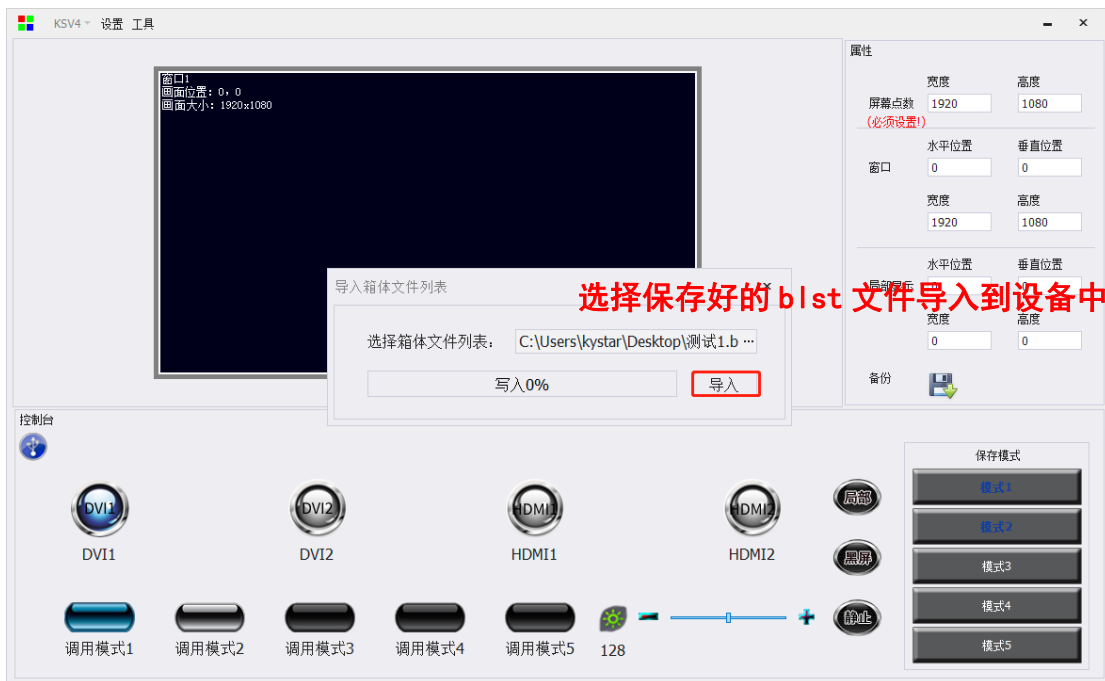 KSV4 设置 工具
窗口1
画面位置: 0, 0
画面大小: 1920x1080
属性
宽度 高度
屏幕点数 1920 1080
(必须设置!)
水平位置 垂直位置
窗口 0 0
宽度 高度
1920 1080
水平位置 垂直位置
局部显示
宽度 高度
0 0
备份
导入箱体文件列表
选择保存好的blst文件导入到设备中
选择箱体文件列表: C:\Users\kystar\Desktop\测试1.b ...
写入0% 导入
控制台
DVI1 DVI2 HDMI1 HDMI2 局部
DVI1 DVI2 HDMI1 HDMI2
黑屏
静止
调用模式1 调用模式2 调用模式3 调用模式4 调用模式5 128
保存模式
模式1
模式2
模式3
模式4
模式5